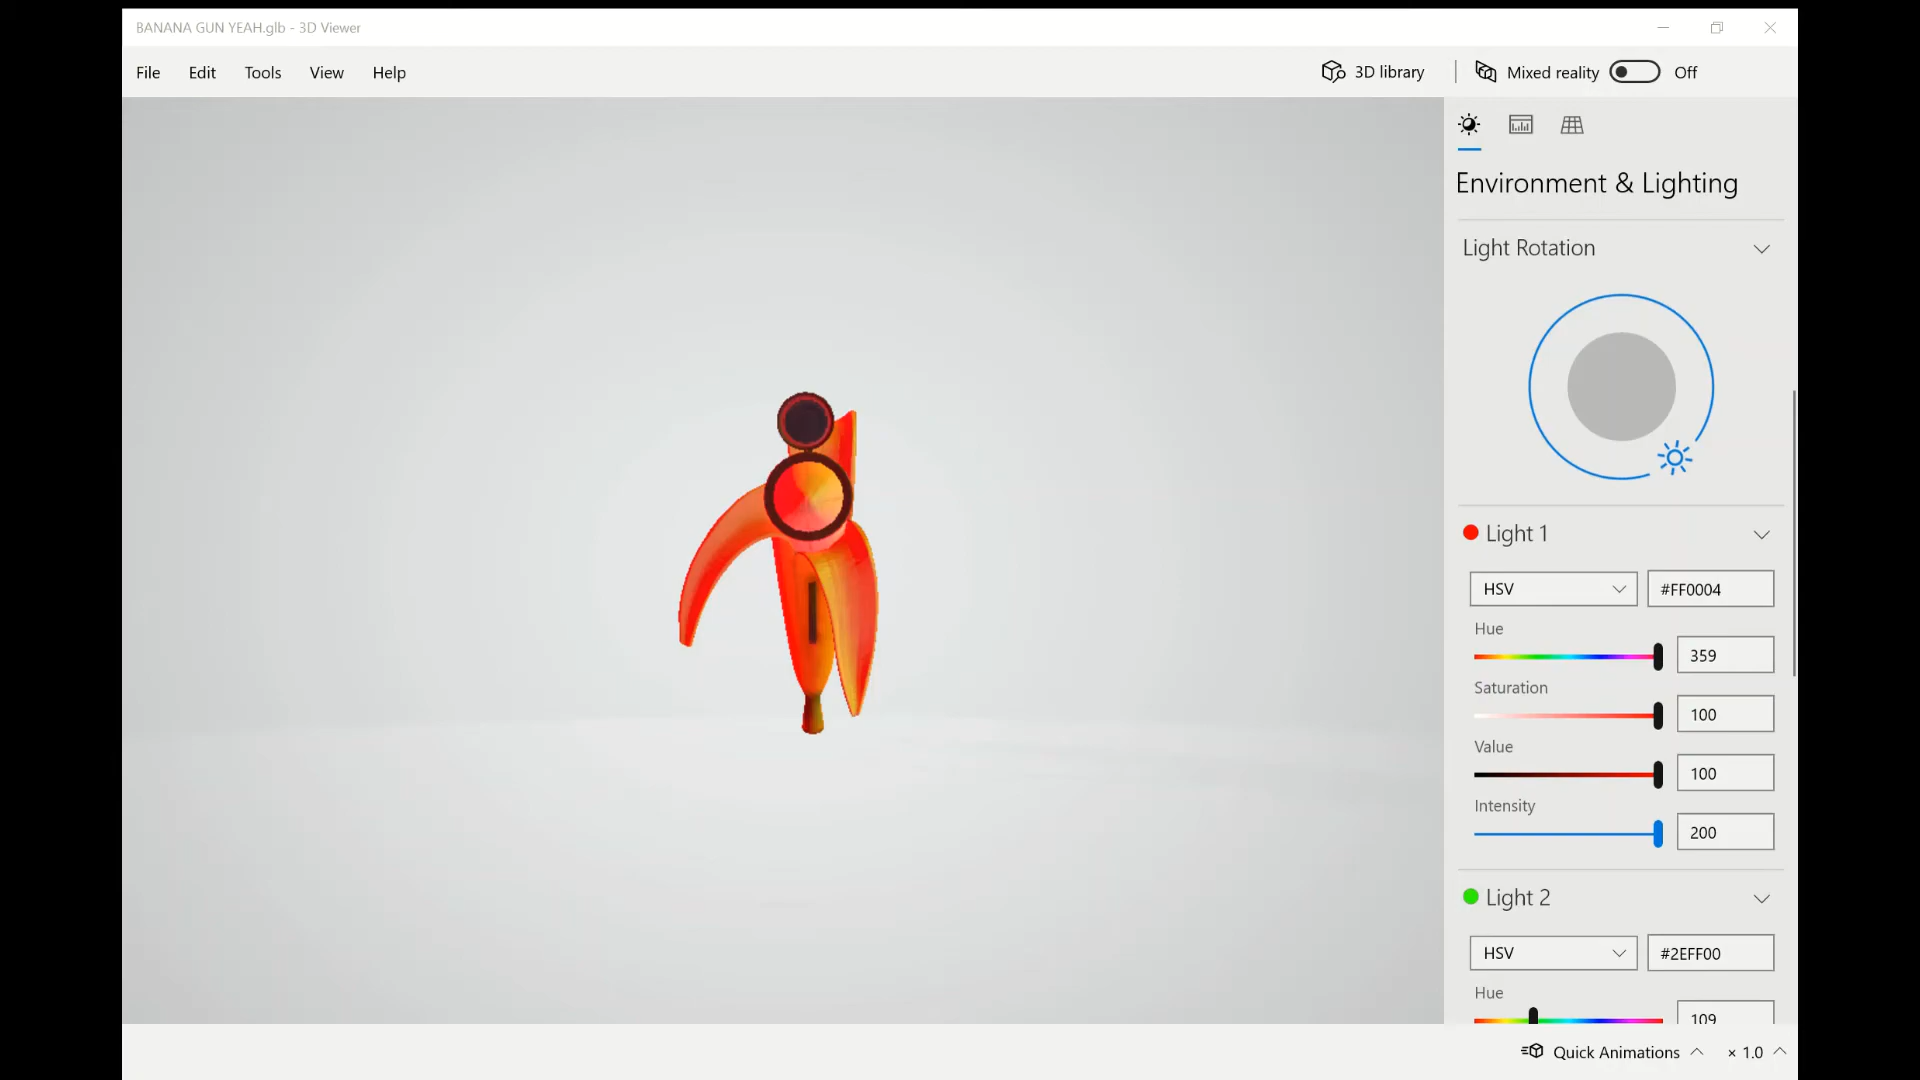 BANANA GUN YEAH.glb - 3D Viewer
File Edit Tools View Help
3D library
Mixed reality
Off
Environment & Lighting
Light Rotation
Light 1
HSV
#FF0004
Hue
359
Saturation
100
Value
100
Intensity
200
Light 2
HSV
#2EFF00
Hue
109
Quick Animations
× 1.0